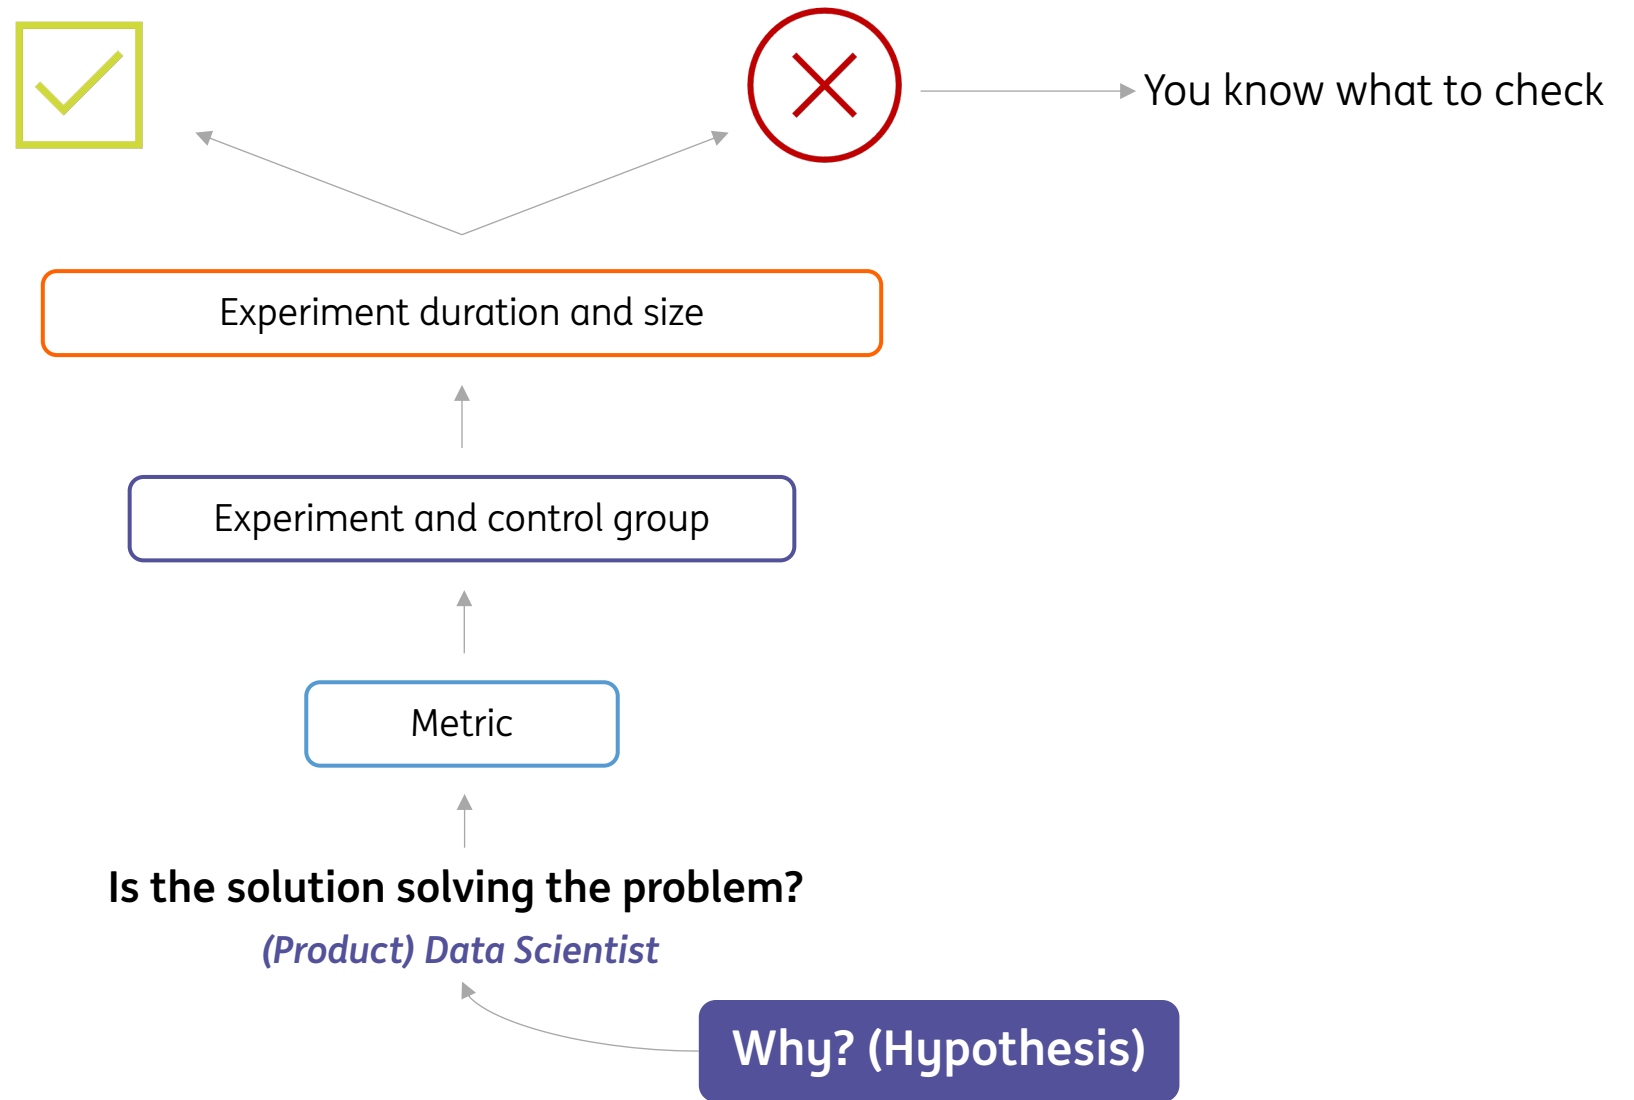 You know what to check
Experiment duration and size
Experiment and control group
Metric
Is the solution solving the problem?
(Product) Data Scientist
Why? (Hypothesis)